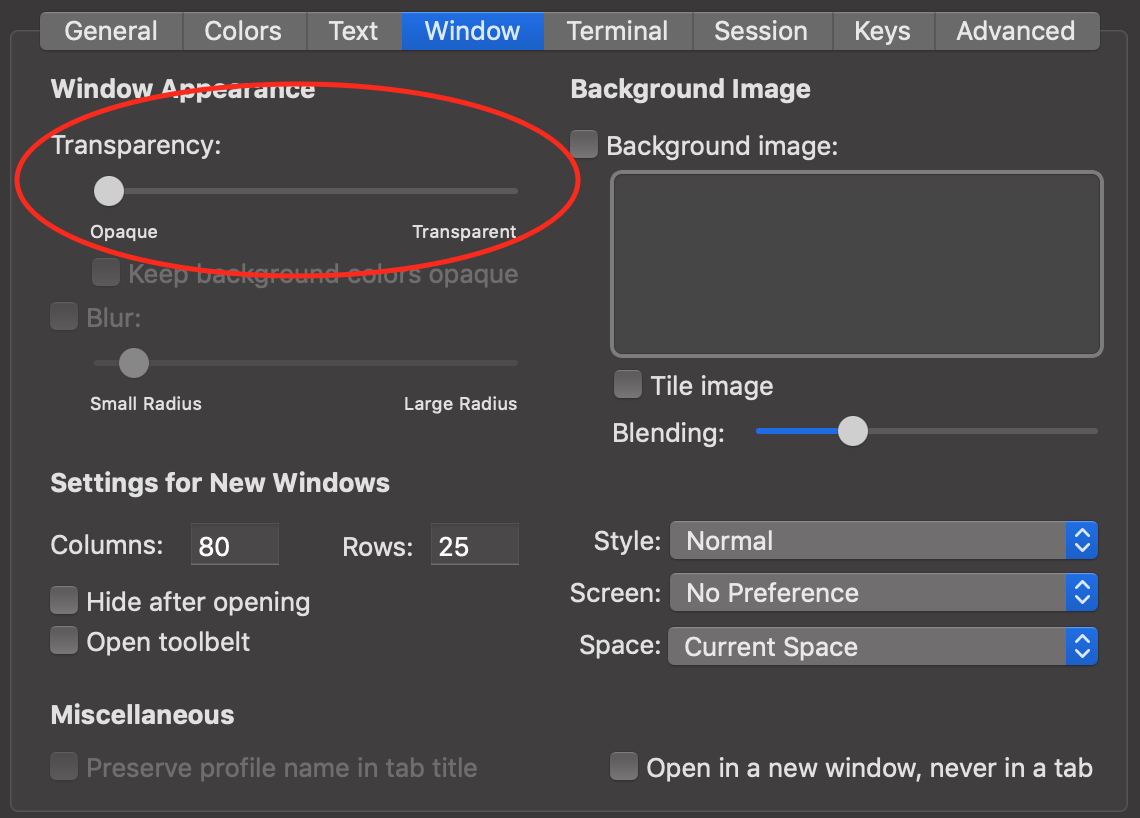 General Colors Text Window Terminal Session Keys Advanced
Window Appearance
Transparency:
Opaque Transparent
Keep background colors opaque
Blur:
Small Radius Large Radius
Background Image
Background image:
Tile image
Blending:
Settings for New Windows
Columns: 80 Rows: 25
Hide after opening
Open toolbelt
Style: Normal
Screen: No Preference
Space: Current Space
Miscellaneous
Preserve profile name in tab title
Open in a new window, never in a tab